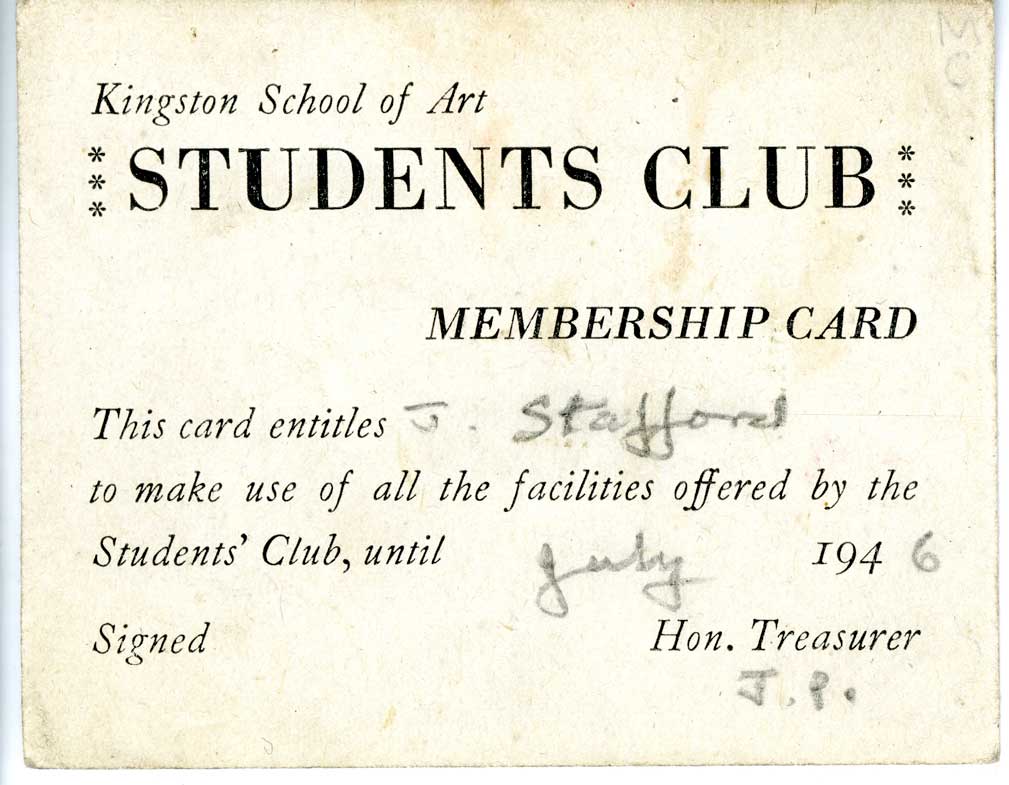 M
C
Kingston School of Art
* STUDENTS CLUB *
*
*
*
*
MEMBERSHIP CARD
This card entitles J. Stafford
to make use of all the facilities offered by the
Students' Club, until July 1946
Signed Hon. Treasurer
J.P.